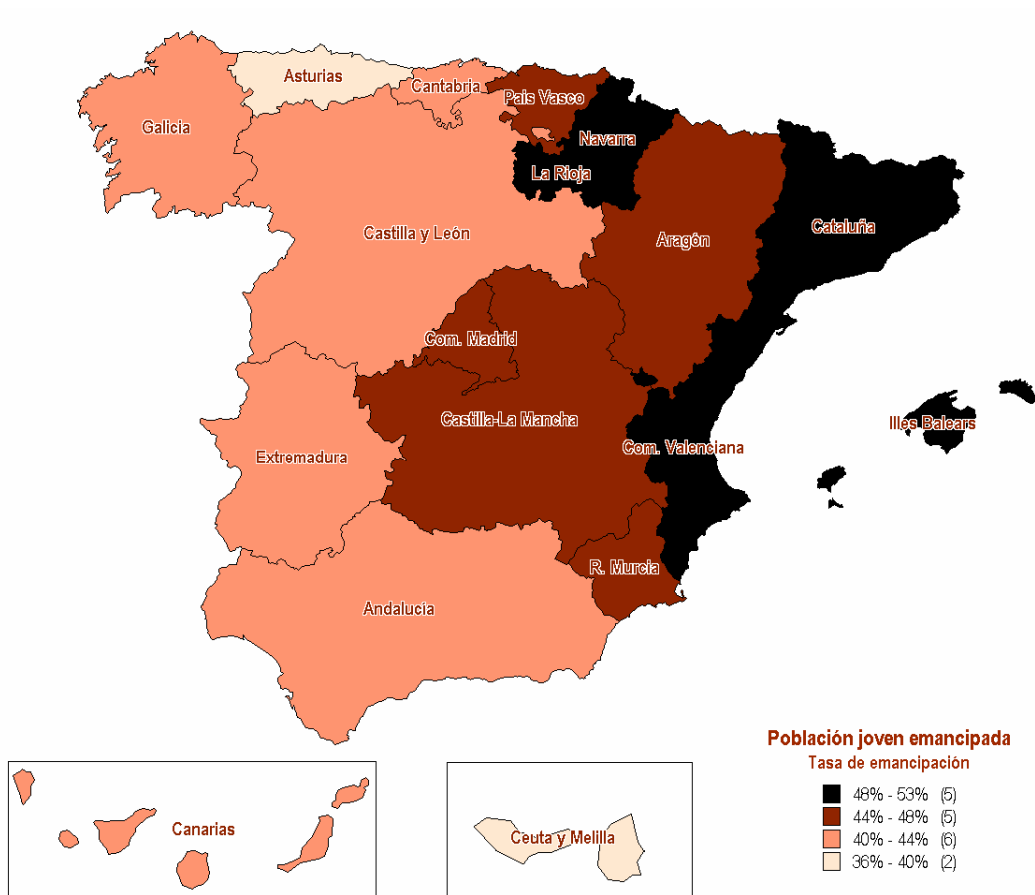 Asturias
Cantabria
Pais Vasco
Galicia
Navarra
La Rioja
Cataluña
Castilla y León
Aragón
Com. Madrid
Castilla-La Mancha
Illes Balears
Com. Valenciana
Extremadura
R. Murcia
Andalucia
Población joven emancipada
Tasa de emancipación
48% - 53% (5)
44% - 48% (5)
40% - 44% (6)
36% - 40% (2)
Canarias
Ceuta y Melilla